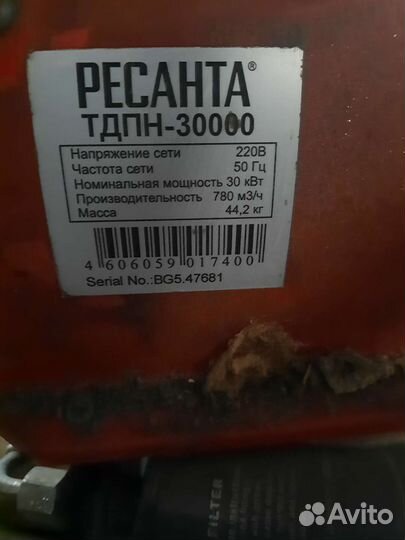 РЕСАНТА®
ТДПН-30000
Напряжение сети 220В
Частота сети 50 Гц
Номинальная мощность 30 кВт
Производительность 780 м3/ч
Масса 44,2 кг
4 606059 017400
Serial No.:BG5.47681
FILTER
Avito